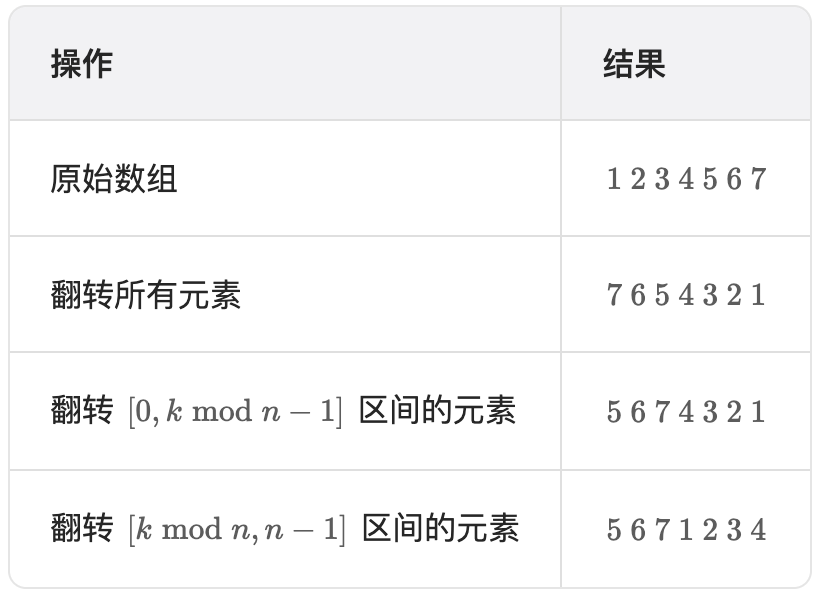 操作 结果
原始数组 1 2 3 4 5 6 7
翻转所有元素 7 6 5 4 3 2 1
翻转 [0, k mod n − 1] 区间的元素 5 6 7 4 3 2 1
翻转 [k mod n, n − 1] 区间的元素 5 6 7 1 2 3 4